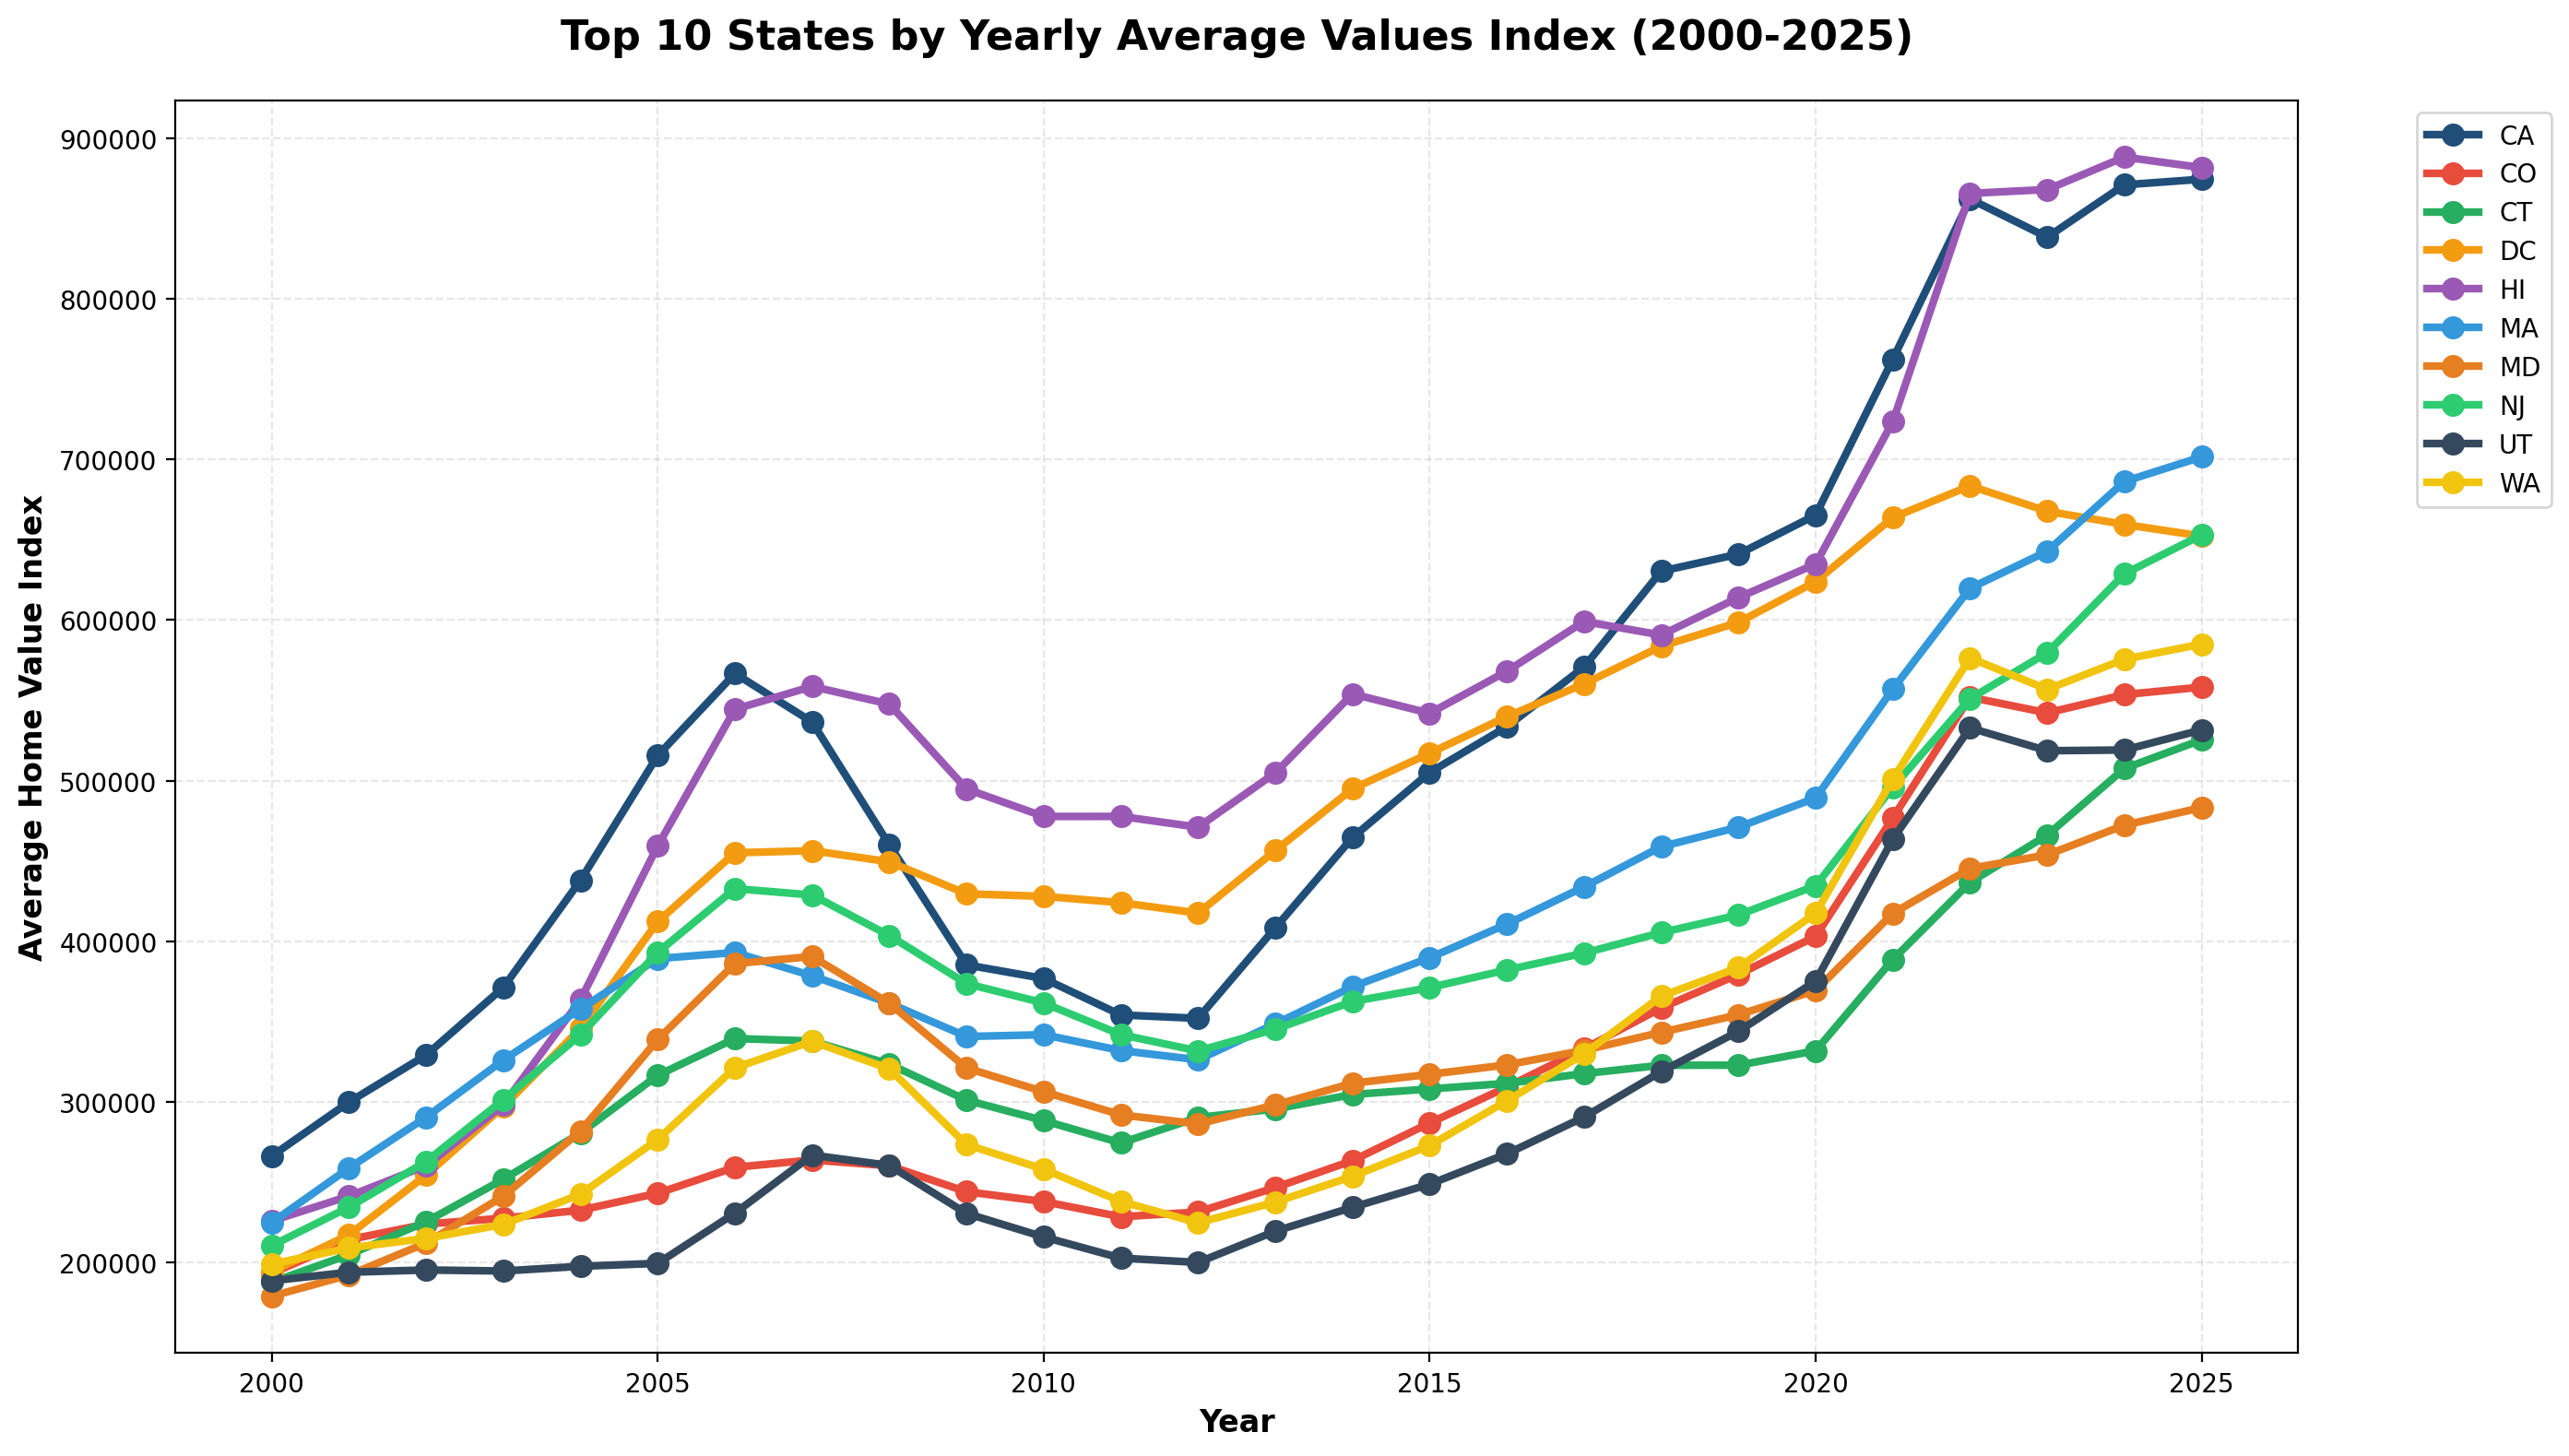 Top 10 States by Yearly Average Values Index (2000-2025)
Average Home Value Index
900000
800000
700000
600000
500000
400000
300000
200000
2000
2005
2010
2015
2020
2025
Year
CA
CO
CT
DC
HI
MA
MD
NJ
UT
WA